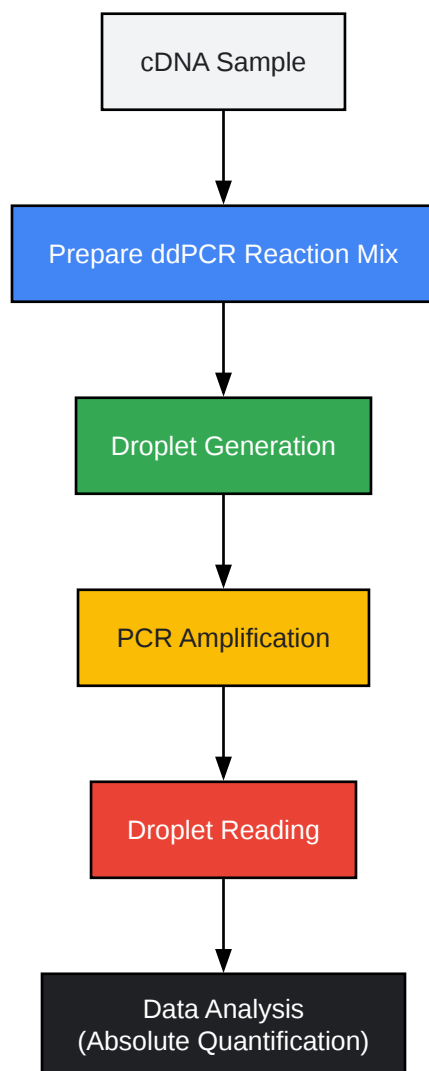 cDNA Sample
Prepare ddPCR Reaction Mix
Droplet Generation
PCR Amplification
Droplet Reading
Data Analysis
(Absolute Quantification)